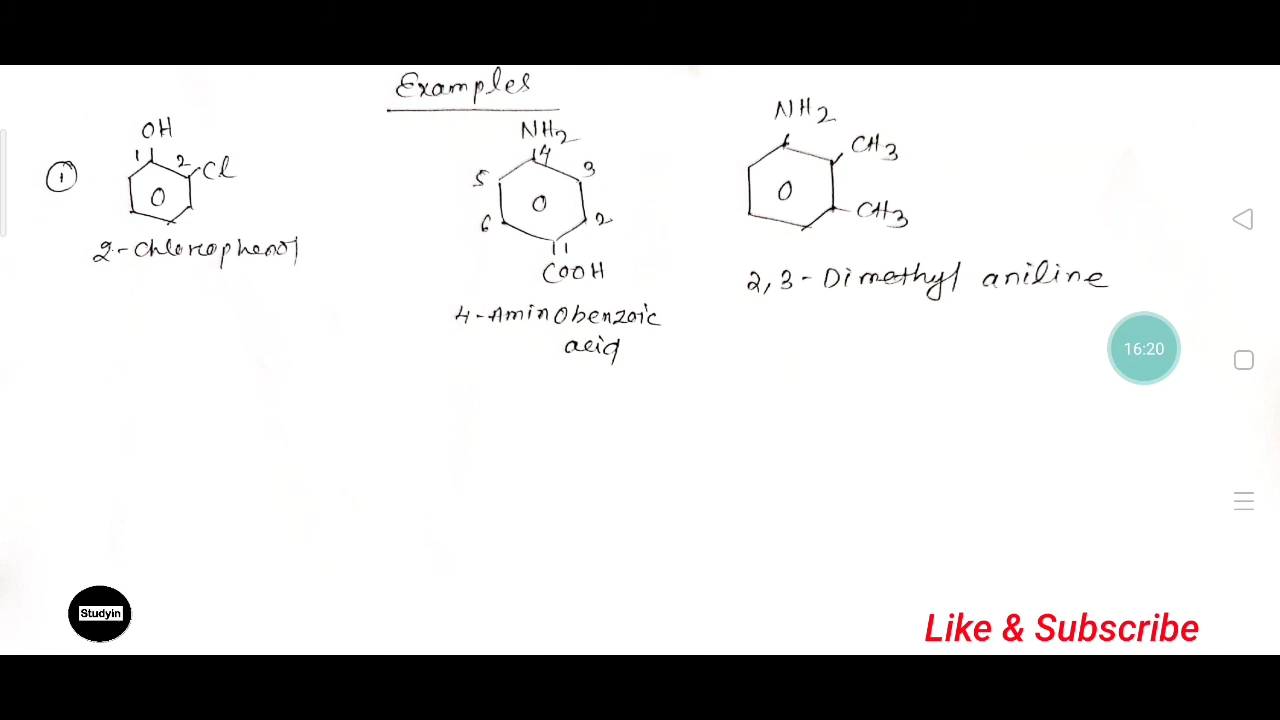 Examples
①
OH
1 2 Cl
2-Chlorophenol
NH2
4
5 3
6 2
1
COOH
4-Aminobenzoic
acid
NH2
CH3
CH3
2,3-Dimethyl aniline
16:20
Studyin
Like & Subscribe